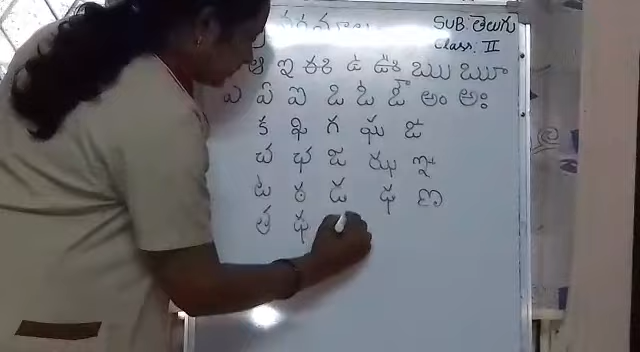 SUB తెలుగు
Class. II
ఆ ఇ ఈ ఉ ఊ ఋ ౠ
ఎ ఏ ఐ ఒ ఓ ఔ అం అః
క ఖ గ ఘ ఙ
చ ఛ జ ఝ ఞ
ట ఠ డ ఢ ణ
త థ